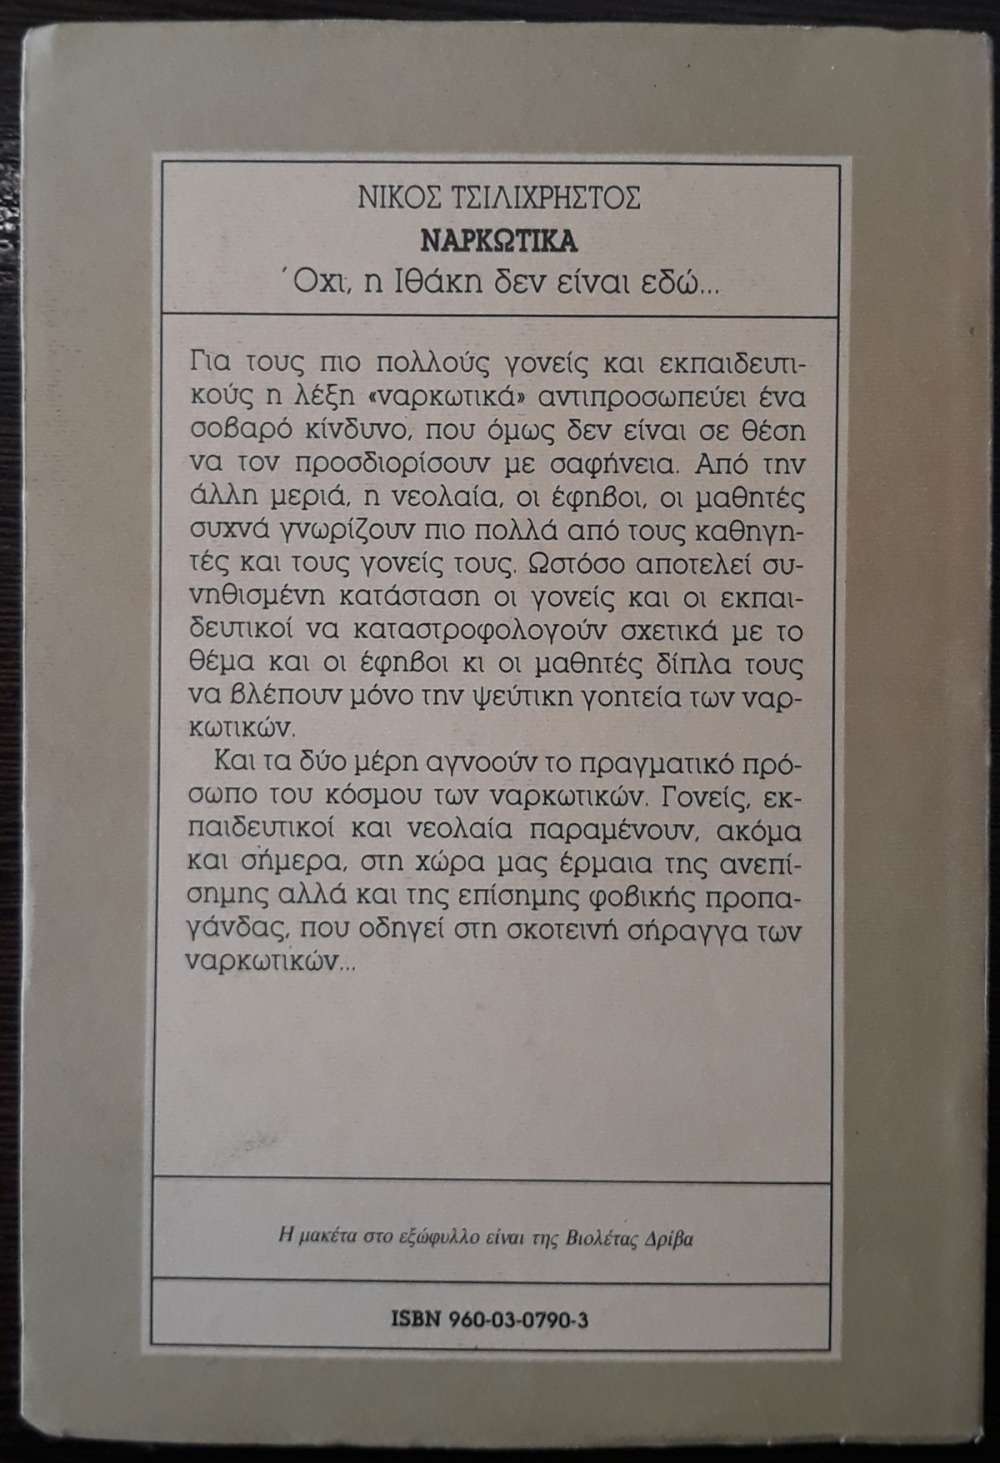 ΝΙΚΟΣ ΤΣΙΛΙΧΡΗΣΤΟΣ
ΝΑΡΚΩΤΙΚΑ
Όχι, η Ιθάκη δεν είναι εδώ...
Για τους πιο πολλούς γονείς και εκπαιδευτι-
κούς η λέξη «ναρκωτικά» αντιπροσωπεύει ένα
σοβαρό κίνδυνο, που όμως δεν είναι σε θέση
να τον προσδιορίσουν με σαφήνεια. Από την
άλλη μεριά, η νεολαία, οι έφηβοι, οι μαθητές
συχνά γνωρίζουν πιο πολλά από τους καθηγη-
τές και τους γονείς τους. Ωστόσο αποτελεί συ-
νηθισμένη κατάσταση οι γονείς και οι εκπαι-
δευτικοί να καταστροφολογούν σχετικά με το
θέμα και οι έφηβοι κι οι μαθητές δίπλα τους
να βλέπουν μόνο την ψεύτικη γοητεία των ναρ-
κωτικών.
Και τα δύο μέρη αγνοούν το πραγματικό πρό-
σωπο του κόσμου των ναρκωτικών. Γονείς, εκ-
παιδευτικοί και νεολαία παραμένουν, ακόμα
και σήμερα, στη χώρα μας έρμαια της ανεπί-
σημης αλλά και της επίσημης φοβικής προπα-
γάνδας, που οδηγεί στη σκοτεινή σήραγγα των
ναρκωτικών...
Η μακέτα στο εξώφυλλο είναι της Βιολέτας Δρίβα
ISBN 960-03-0790-3